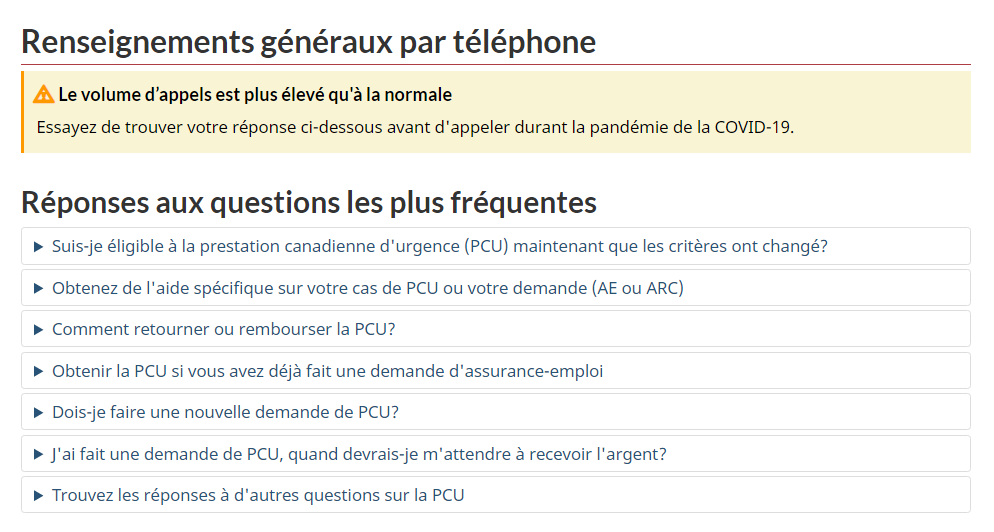 Renseignements généraux par téléphone
Le volume d’appels est plus élevé qu'à la normale
Essayez de trouver votre réponse ci-dessous avant d'appeler durant la pandémie de la COVID-19.
Réponses aux questions les plus fréquentes
Suis-je éligible à la prestation canadienne d'urgence (PCU) maintenant que les critères ont changé?
Obtenez de l'aide spécifique sur votre cas de PCU ou votre demande (AE ou ARC)
Comment retourner ou rembourser la PCU?
Obtenir la PCU si vous avez déjà fait une demande d'assurance-emploi
Dois-je faire une nouvelle demande de PCU?
J'ai fait une demande de PCU, quand devrais-je m'attendre à recevoir l'argent?
Trouvez les réponses à d'autres questions sur la PCU